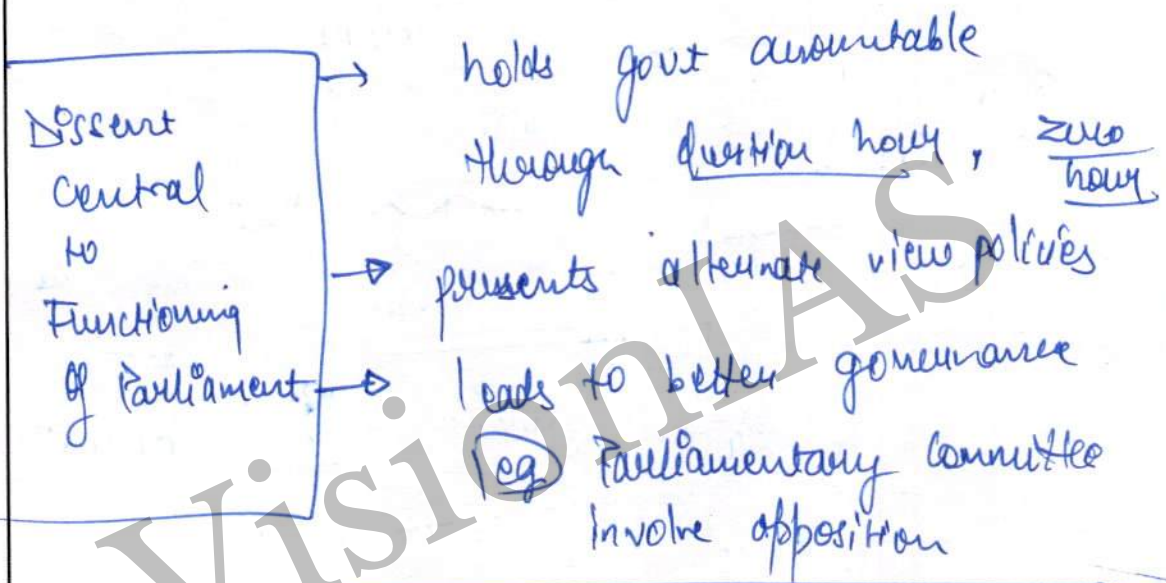 Dissent
Central
to
Functioning
of Parliament
holds govt accountable
through Question hour, zero hour
presents alternate view policies
leads to better governance
eg Parliamentary Committee
involve opposition
VisionIAS